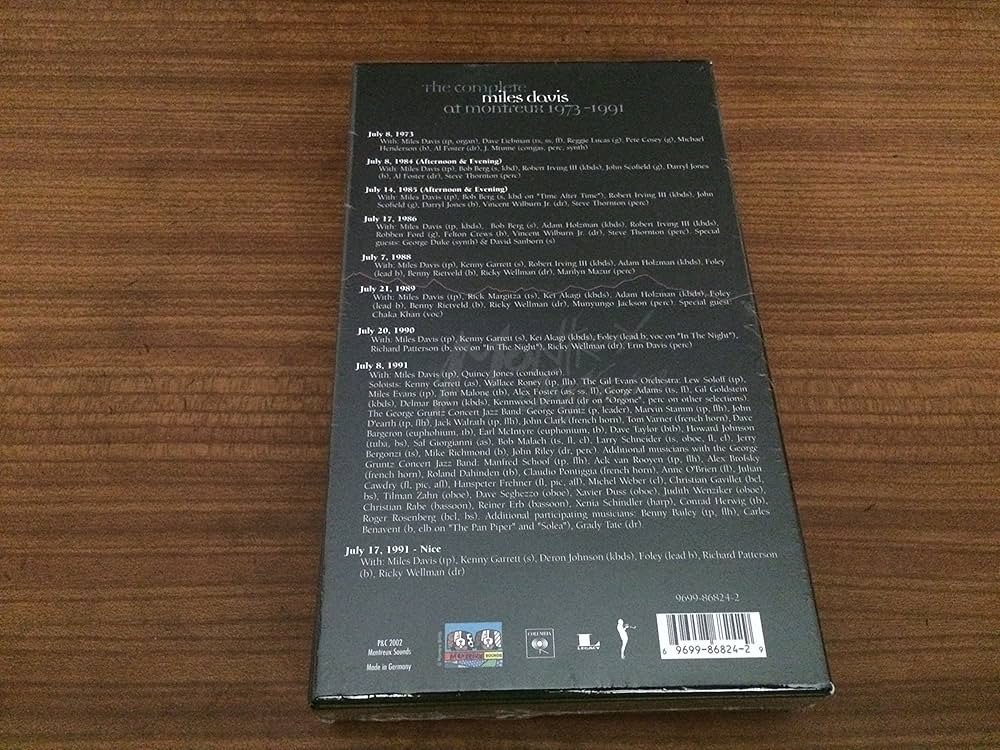 The complete
miles davis
at montreux 1973-1991
July 8, 1973
With: Miles Davis (tp, organ), Dave Liebman (ts, ss, fl), Reggie Lucas (g), Pete Cosey (g), Michael
Henderson (b), Al Foster (dr), J. Mtume (congas, perc, synth)
July 8, 1984 (Afternoon & Evening)
With: Miles Davis (tp), Bob Berg (s, kbd), Robert Irving III (kbds), John Scofield (g), Darryl Jones
(b), Al Foster (dr), Steve Thornton (perc)
July 14, 1985 (Afternoon & Evening)
With: Miles Davis (tp), Bob Berg (s, kbd on "Time After Time"), Robert Irving III (kbds), John
Scofield (g), Darryl Jones (b), Vincent Wilburn Jr. (dr), Steve Thornton (perc)
July 17, 1986
With: Miles Davis (tp, kbds), Bob Berg (s), Adam Holzman (kbds), Robert Irving III (kbds),
Robben Ford (g), Felton Crews (b), Vincent Wilburn Jr. (dr), Steve Thornton (perc). Special
guests: George Duke (synth) & David Sanborn (s)
July 7, 1988
With: Miles Davis (tp), Kenny Garrett (s), Robert Irving III (kbds), Adam Holzman (kbds), Foley
(lead b), Benny Rietveld (b), Ricky Wellman (dr), Marilyn Mazur (perc)
July 21, 1989
With: Miles Davis (tp), Rick Margitza (ts), Kei Akagi (kbds), Adam Holzman (kbds), Foley
(lead b), Benny Rietveld (b), Ricky Wellman (dr), Munyungo Jackson (perc). Special guest:
Chaka Khan (voc)
July 20, 1990
With: Miles Davis (tp), Kenny Garrett (s), Kei Akagi (kbds), Foley (lead b; voc on "In The Night"),
Richard Patterson (b; voc on "In The Night"), Ricky Wellman (dr), Erin Davis (perc)
July 8, 1991
With: Miles Davis (tp), Quincy Jones (conductor)
Soloists: Kenny Garrett (as), Wallace Roney (tp, flh). The Gil Evans Orchestra: Lew Soloff (tp),
Miles Evans (tp), Tom Malone (tb), Alex Foster (as, ss, fl), George Adams (ts, fl), Gil Goldstein
(kbds), Delmar Brown (kbds), Kennwood Dennard (dr on "Orgone", perc on other selections).
The George Gruntz Concert Jazz Band: George Gruntz (p, leader), Marvin Stamm (tp, flh), John
D'earth (tp, flh), Jack Walrath (tp, flh), John Clark (french horn), Tom Varner (french horn), Dave
Bargeron (euphohium, tb), Earl McIntyre (euphonium, tb), Dave Taylor (btb), Howard Johnson
(tuba, bs), Sal Giorgianni (as), Bob Malach (ts, fl, cl), Larry Schneider (ts, oboe, fl, cl), Jerry
Bergonzi (ts), Mike Richmond (b), John Riley (dr, perc). Additional musicians with the George
Gruntz Concert Jazz Band: Manfred School (tp, flh), Ack van Rooyen (tp, flh), Alex Brofsky
(french horn), Roland Dahinden (tb), Claudio Pontiggia (french horn), Anne O'Brien (fl), Julian
Cawdry (fl, pic, afl), Hanspeter Frehner (fl, pic, afl), Michel Weber (cl), Christian Gavillet (bcl,
bs), Tilman Zahn (oboe), Dave Seghezzo (oboe), Xavier Duss (oboe), Judith Wenziker (oboe),
Christian Rabe (bassoon), Reiner Erb (bassoon), Xenia Schindler (harp), Conrad Herwig (tb),
Roger Rosenberg (bcl, bs). Additional participating musicians: Benny Bailey (tp, flh), Carles
Benavent (b, elb on "The Pan Piper" and "Solea"), Grady Tate (dr).
July 17, 1991 - Nice
With: Miles Davis (tp), Kenny Garrett (s), Deron Johnson (kbds), Foley (lead b), Richard Patterson
(b), Ricky Wellman (dr)
9699-86824-2
P&C 2002
Montreux Sounds
Made in Germany
COLUMBIA
LEGACY
6 9699-86824-2 9